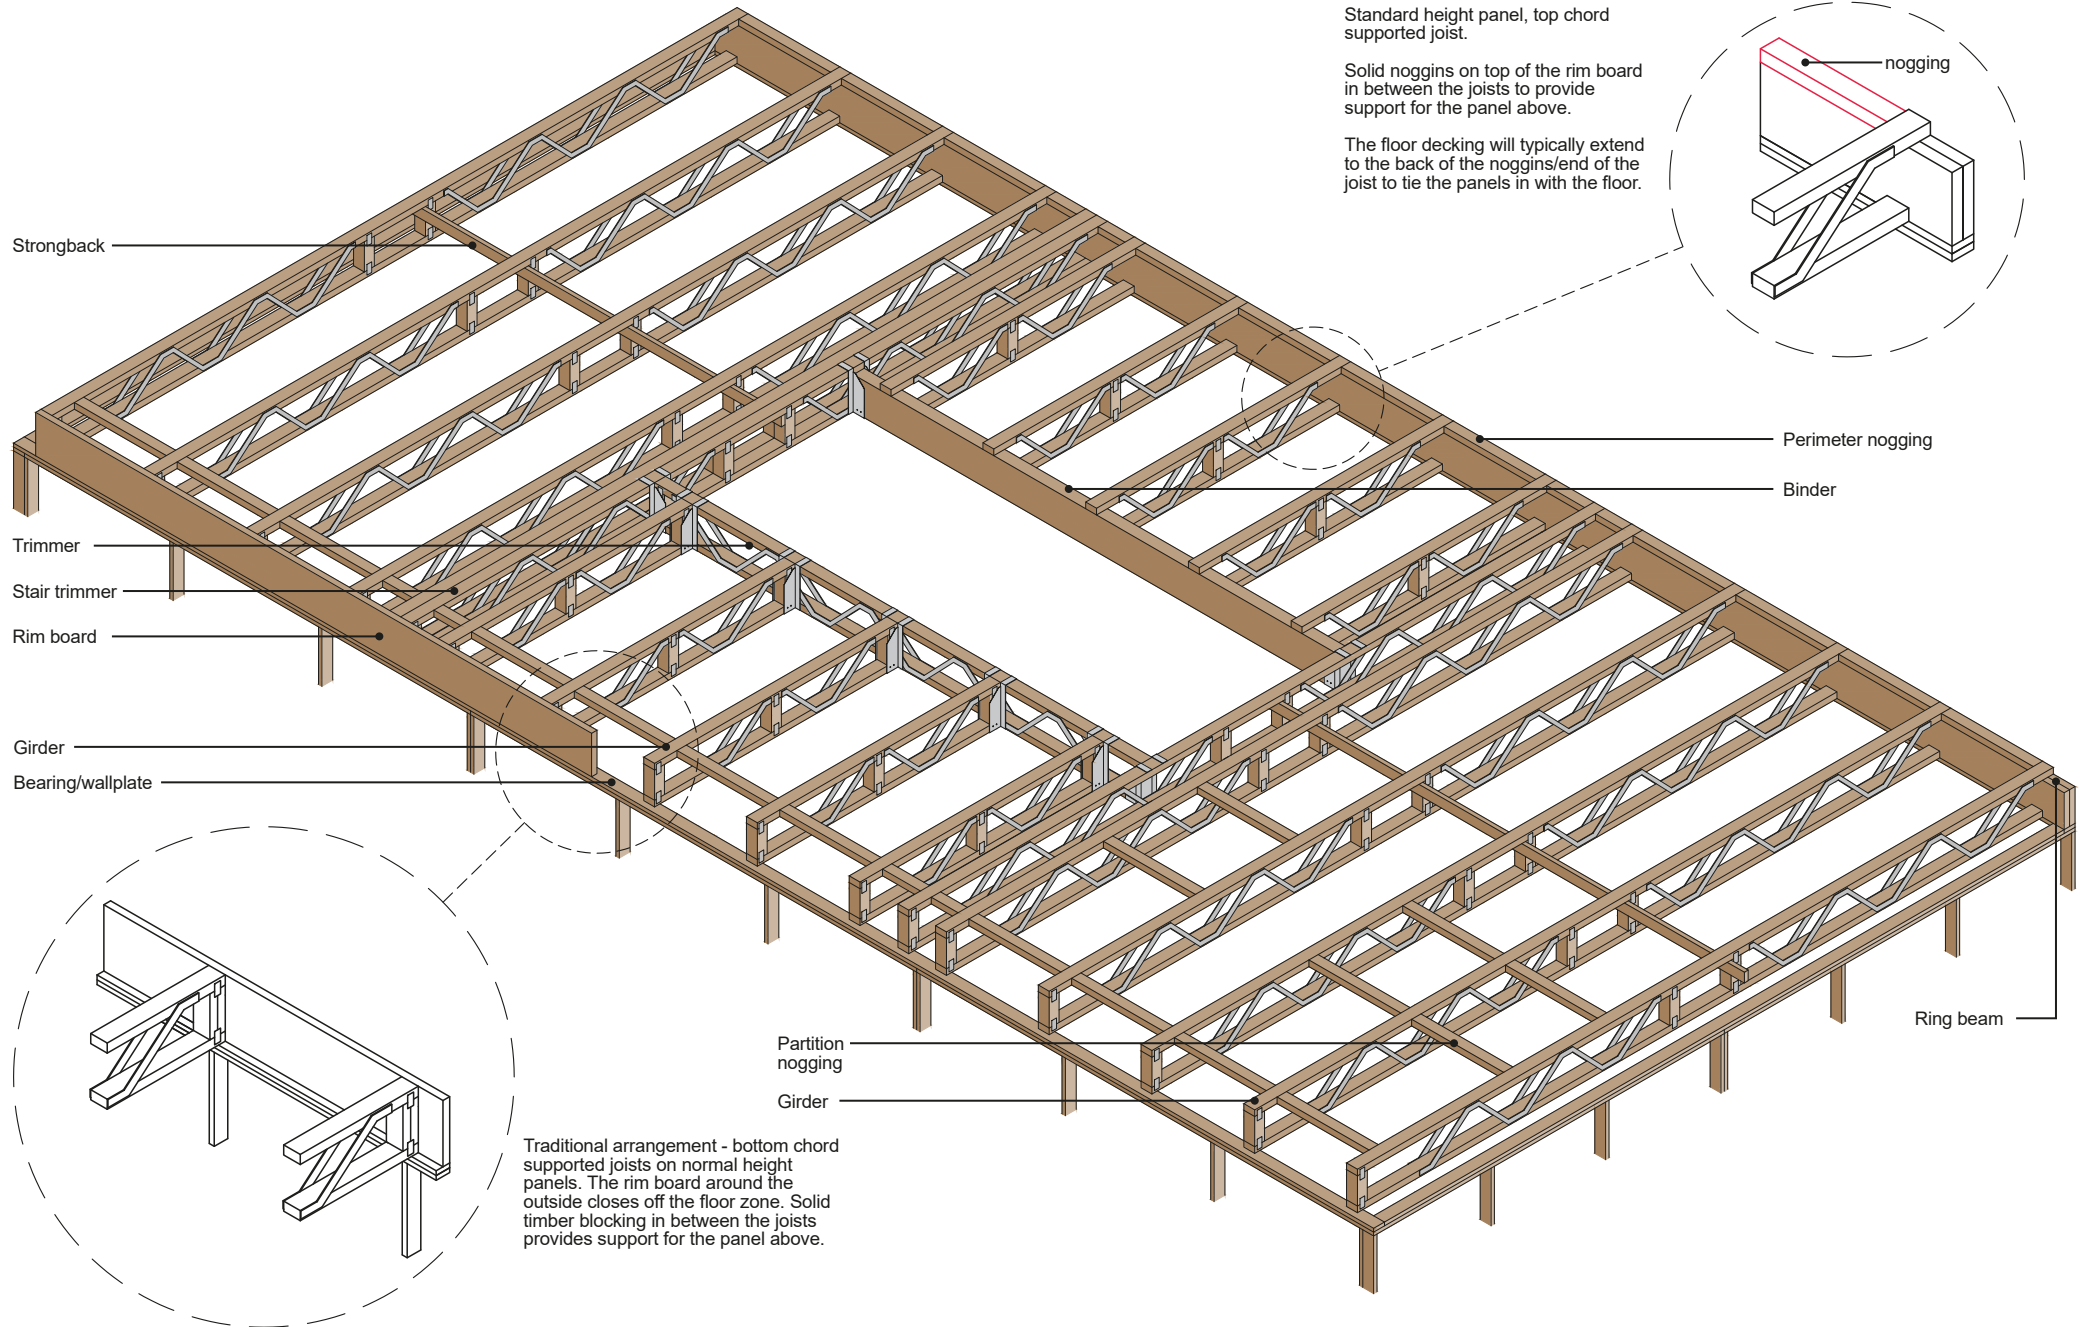 Standard height panel, top chord
supported joist.
Solid noggins on top of the rim board
in between the joists to provide
support for the panel above.
The floor decking will typically extend
to the back of the noggins/end of the
joist to tie the panels in with the floor.
nogging
Strongback
Perimeter nogging
Binder
Trimmer
Stair trimmer
Rim board
Girder
Bearing/wallplate
Ring beam
Partition
nogging
Girder
Traditional arrangement - bottom chord
supported joists on normal height
panels. The rim board around the
outside closes off the floor zone. Solid
timber blocking in between the joists
provides support for the panel above.